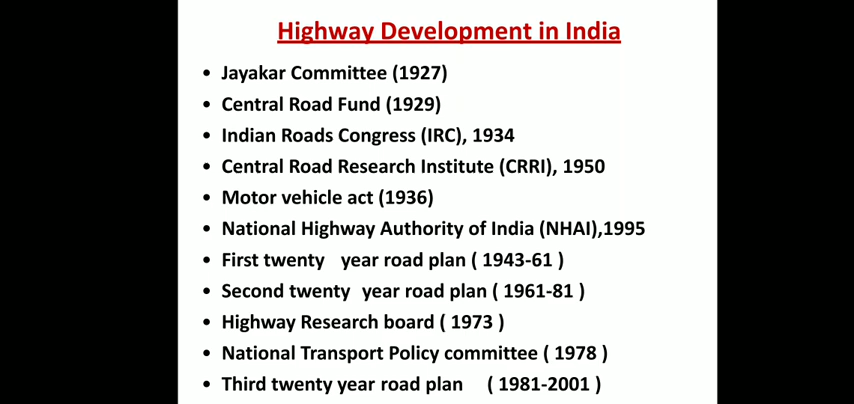 Highway Development in India
• Jayakar Committee (1927)
• Central Road Fund (1929)
• Indian Roads Congress (IRC), 1934
• Central Road Research Institute (CRRI), 1950
• Motor vehicle act (1936)
• National Highway Authority of India (NHAI),1995
• First twenty year road plan ( 1943-61 )
• Second twenty year road plan ( 1961-81 )
• Highway Research board ( 1973 )
• National Transport Policy committee ( 1978 )
• Third twenty year road plan ( 1981-2001 )